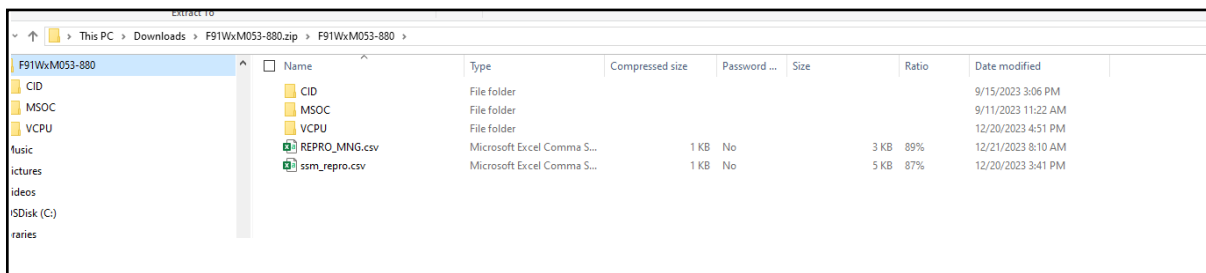 Extract To
This PC > Downloads > F91WxM053-880.zip > F91WxM053-880 >
F91WxM053-880
CID
MSOC
VCPU
Music
ictures
ideos
SDisk (C:)
raries
Name Type Compressed size Password ... Size Ratio Date modified
CID File folder 9/15/2023 3:06 PM
MSOC File folder 9/11/2023 11:22 AM
VCPU File folder 12/20/2023 4:51 PM
REPRO_MNG.csv Microsoft Excel Comma S... 1 KB No 3 KB 89% 12/21/2023 8:10 AM
ssm_repro.csv Microsoft Excel Comma S... 1 KB No 5 KB 87% 12/20/2023 3:41 PM